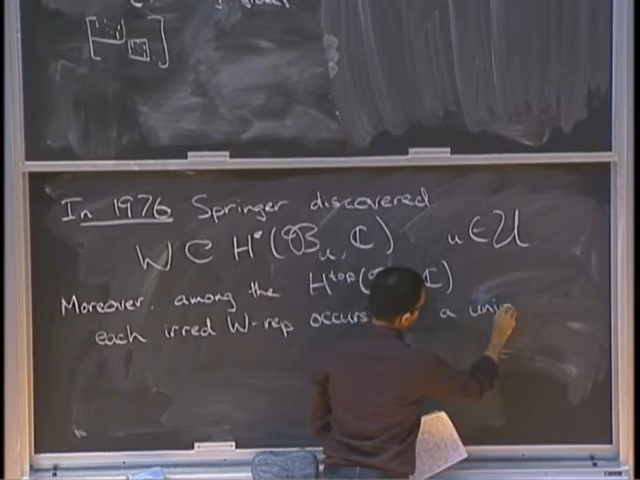 In 1976 Springer discovered
W ⊂ H*(𝔅u, ℂ) u ∈ 𝒰
Moreover, among the Htop( ℂ)
each irred W-rep occurs a